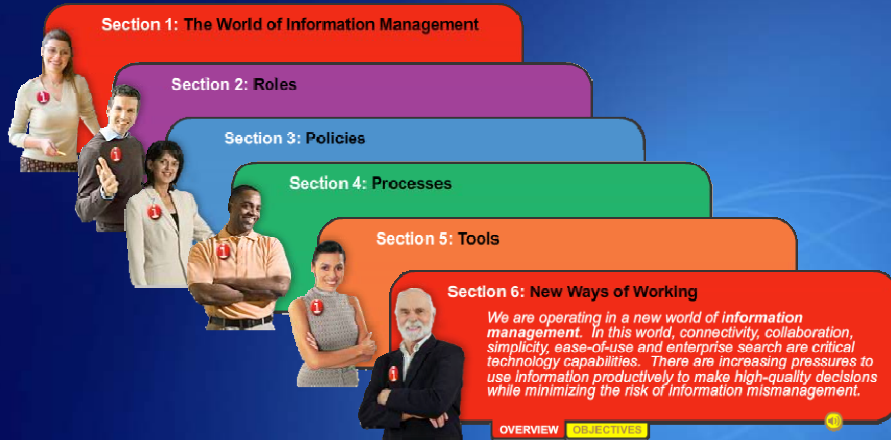 Section 1: The World of Information Management
Section 2: Roles
Section 3: Policies
Section 4: Processes
Section 5: Tools
Section 6: New Ways of Working
We are operating in a new world of information
management. In this world, connectivity, collaboration,
simplicity, ease-of-use and enterprise search are critical
technology capabilities. There are increasing pressures to
use information productively to make high-quality decisions
while minimizing the risk of information mismanagement.
OVERVIEW OBJECTIVES
i
i
i
i
i
i